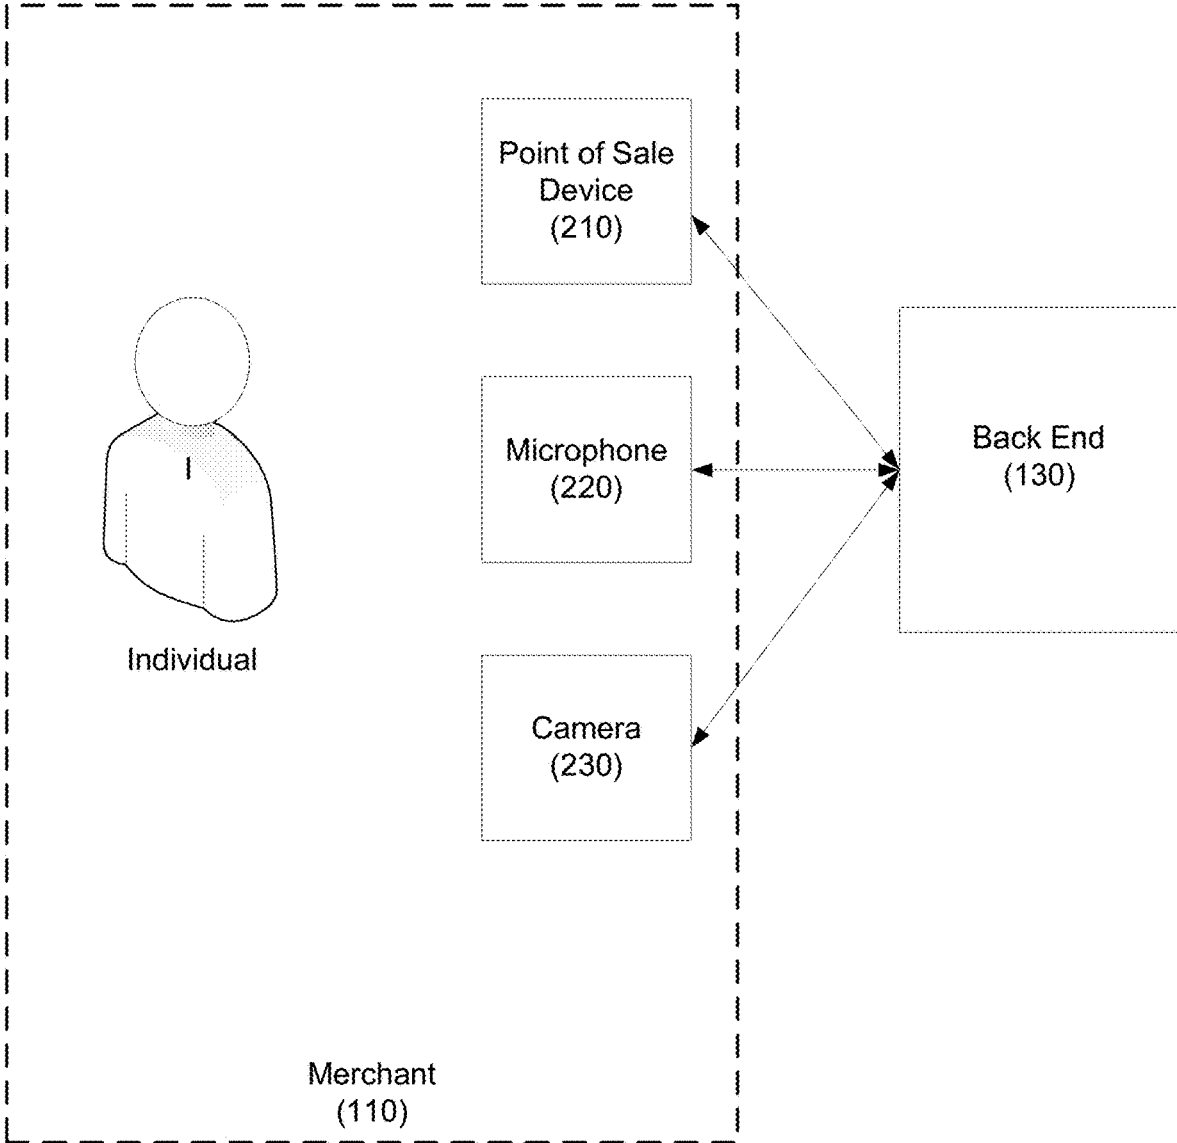 Point of Sale
Device
(210)
Microphone
(220)
Back End
(130)
I
Individual
Camera
(230)
Merchant
(110)